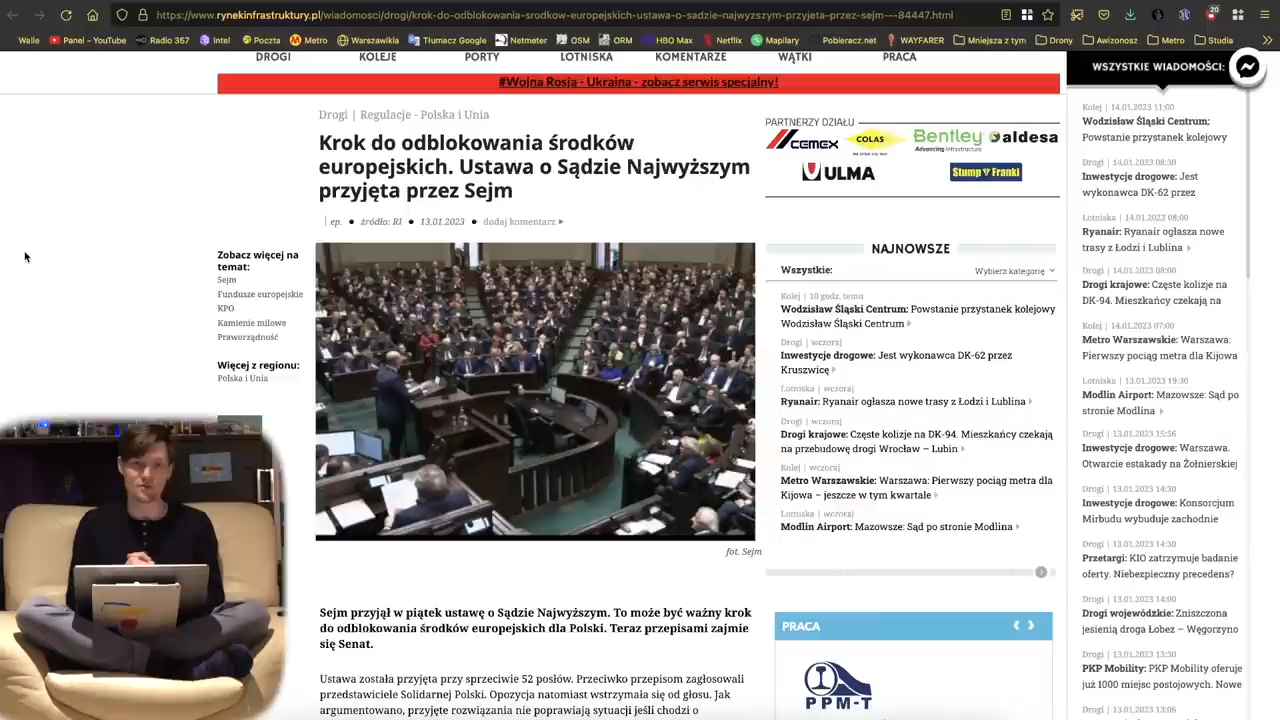 https://www.rynekinfrastruktury.pl/wiadomosci/drogi/krok-do-odblokowania-srodkow-europejskich-ustawa-o-sadzie-najwyzszym-przyjeta-przez-sejm---84447.html
20
Walle
Panel – YouTube
Radio 357
Intel
Poczta
Metro
Warszawikia
Tłumacz Google
Netmeter
OSM
ORM
HBO Max
Netflix
Mapilary
Pobieracz.net
WAYFARER
Mniejsza z tym
Drony
Awizonosz
Metro
Studia
DROGI
KOLEJE
PORTY
LOTNISKA
KOMENTARZE
WĄTKI
PRACA
#Wojna Rosja - Ukraina - zobacz serwis specjalny!
Drogi | Regulacje - Polska i Unia
Krok do odblokowania środków
europejskich. Ustawa o Sądzie Najwyższym
przyjęta przez Sejm
ep. ● źródło: RI ● 13.01.2023 ● dodaj komentarz
Zobacz więcej na
temat:
Sejm
Fundusze europejskie
KPO
Kamienie milowe
Praworządność
Więcej z regionu:
Polska i Unia
fot. Sejm
Sejm przyjął w piątek ustawę o Sądzie Najwyższym. To może być ważny krok
do odblokowania środków europejskich dla Polski. Teraz przepisami zajmie
się Senat.
Ustawa została przyjęta przy sprzeciwie 52 posłów. Przeciwko przepisom zagłosowali
przedstawiciele Solidarnej Polski. Opozycja natomiast wstrzymała się od głosu. Jak
argumentowano, przyjęte rozwiązania nie poprawiają sytuacji jeśli chodzi o
PARTNERZY DZIAŁU
CEMEX
COLAS
Bentley
Advancing Infrastructure
aldesa
ULMA
Stump Franki
NAJNOWSZE
Wszystkie:
Wybierz kategorię
Kolej | 10 godz. temu
Wodzisław Śląski Centrum: Powstanie przystanek kolejowy
Wodzisław Śląski Centrum
Drogi | wczoraj
Inwestycje drogowe: Jest wykonawca DK-62 przez
Kruszwicę
Lotniska | wczoraj
Ryanair: Ryanair ogłasza nowe trasy z Łodzi i Lublina
Drogi | wczoraj
Drogi krajowe: Częste kolizje na DK-94. Mieszkańcy czekają
na przebudowę drogi Wrocław – Lubin
Kolej | wczoraj
Metro Warszawskie: Warszawa: Pierwszy pociąg metra dla
Kijowa – jeszcze w tym kwartale
Lotniska | wczoraj
Modlin Airport: Mazowsze: Sąd po stronie Modlina
PRACA
PPM-T
WSZYSTKIE WIADOMOŚCI:
Kolej | 14.01.2023 11:00
Wodzisław Śląski Centrum:
Powstanie przystanek kolejowy
Drogi | 14.01.2023 08:30
Inwestycje drogowe: Jest
wykonawca DK-62 przez
Lotniska | 14.01.2023 08:00
Ryanair: Ryanair ogłasza nowe
trasy z Łodzi i Lublina
Drogi | 14.01.2023 08:00
Drogi krajowe: Częste kolizje na
DK-94. Mieszkańcy czekają na
Kolej | 14.01.2023 07:00
Metro Warszawskie: Warszawa:
Pierwszy pociąg metra dla Kijowa
Lotniska | 13.01.2023 19:30
Modlin Airport: Mazowsze: Sąd po
stronie Modlina
Drogi | 13.01.2023 15:56
Inwestycje drogowe: Warszawa.
Otwarcie estakady na Żołnierskiej
Drogi | 13.01.2023 14:30
Inwestycje drogowe: Konsorcjum
Mirbudu wybuduje zachodnie
Drogi | 13.01.2023 14:30
Przetargi: KIO zatrzymuje badanie
oferty. Niebezpieczny precedens?
Drogi | 13.01.2023 14:00
Drogi wojewódzkie: Zniszczona
jesienią droga Łobez – Węgorzyno
Drogi | 13.01.2023 13:30
PKP Mobility: PKP Mobility oferuje
już 1000 miejsc postojowych. Nowe
Drogi | 13.01.2023 13:06